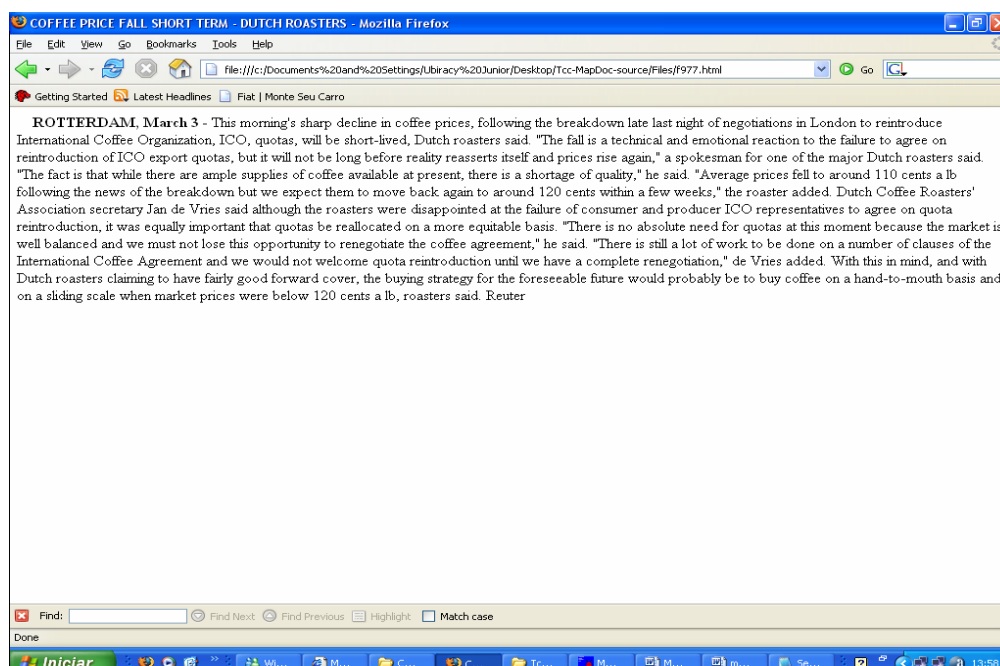 COFFEE PRICE FALL SHORT TERM - DUTCH ROASTERS - Mozilla Firefox
File Edit View Go Bookmarks Tools Help
file:///c:/Documents%20and%20Settings/Ubiracy%20Junior/Desktop/Tcc-MapDoc-source/Files/f977.html Go
Getting Started Latest Headlines Fiat | Monte Seu Carro
ROTTERDAM, March 3 - This morning's sharp decline in coffee prices, following the breakdown late last night of negotiations in London to reintroduce
International Coffee Organization, ICO, quotas, will be short-lived, Dutch roasters said. "The fall is a technical and emotional reaction to the failure to agree on
reintroduction of ICO export quotas, but it will not be long before reality reasserts itself and prices rise again," a spokesman for one of the major Dutch roasters said.
"The fact is that while there are ample supplies of coffee available at present, there is a shortage of quality," he said. "Average prices fell to around 110 cents a lb
following the news of the breakdown but we expect them to move back again to around 120 cents within a few weeks," the roaster added. Dutch Coffee Roasters'
Association secretary Jan de Vries said although the roasters were disappointed at the failure of consumer and producer ICO representatives to agree on quota
reintroduction, it was equally important that quotas be reallocated on a more equitable basis. "There is no absolute need for quotas at this moment because the market is
well balanced and we must not lose this opportunity to renegotiate the coffee agreement," he said. "There is still a lot of work to be done on a number of clauses of the
International Coffee Agreement and we would not welcome quota reintroduction until we have a complete renegotiation," de Vries added. With this in mind, and with
Dutch roasters claiming to have fairly good forward cover, the buying strategy for the foreseeable future would probably be to buy coffee on a hand-to-mouth basis and
on a sliding scale when market prices were below 120 cents a lb, roasters said. Reuter
Find: Find Next Find Previous Highlight Match case
Done
Iniciar Wi... M... C... C... Tc... M... M... m... Se... 13:58